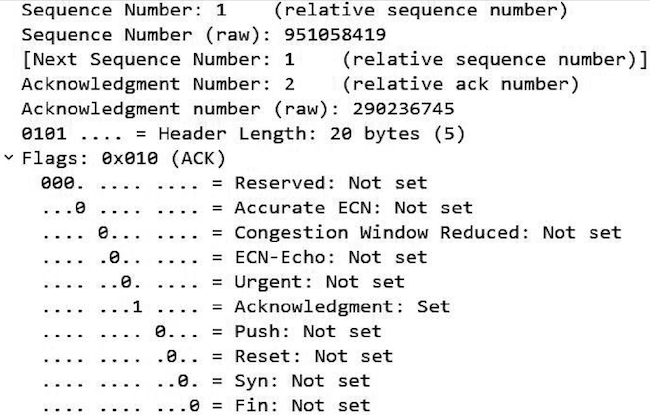 Sequence Number: 1    (relative sequence number)
Sequence Number (raw): 951058419
[Next Sequence Number: 1    (relative sequence number)]
Acknowledgment Number: 2    (relative ack number)
Acknowledgment number (raw): 290236745
0101 .... = Header Length: 20 bytes (5)
Flags: 0x010 (ACK)
000. .... .... = Reserved: Not set
...0 .... .... = Accurate ECN: Not set
.... 0... .... = Congestion Window Reduced: Not set
.... .0.. .... = ECN-Echo: Not set
.... ..0. .... = Urgent: Not set
.... ...1 .... = Acknowledgment: Set
.... .... 0... = Push: Not set
.... .... .0.. = Reset: Not set
.... .... ..0. = Syn: Not set
.... .... ...0 = Fin: Not set